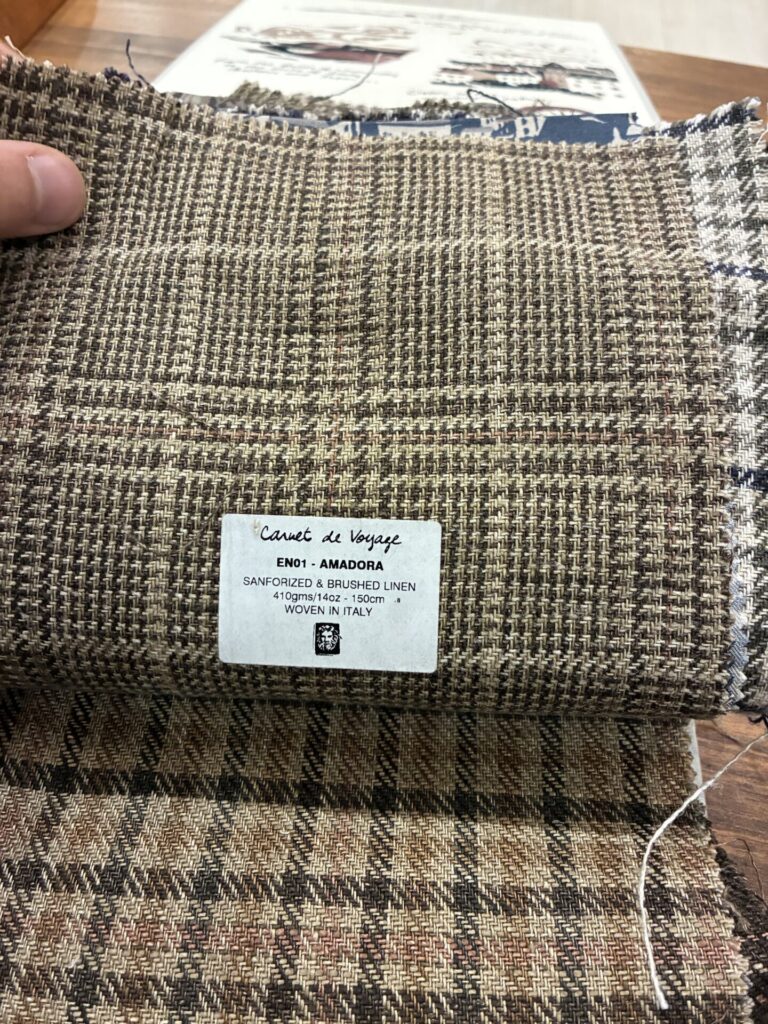 Carnet de Voyage
EN01 - AMADORA
SANFORIZED & BRUSHED LINEN
410gms/14oz - 150cm
WOVEN IN ITALY